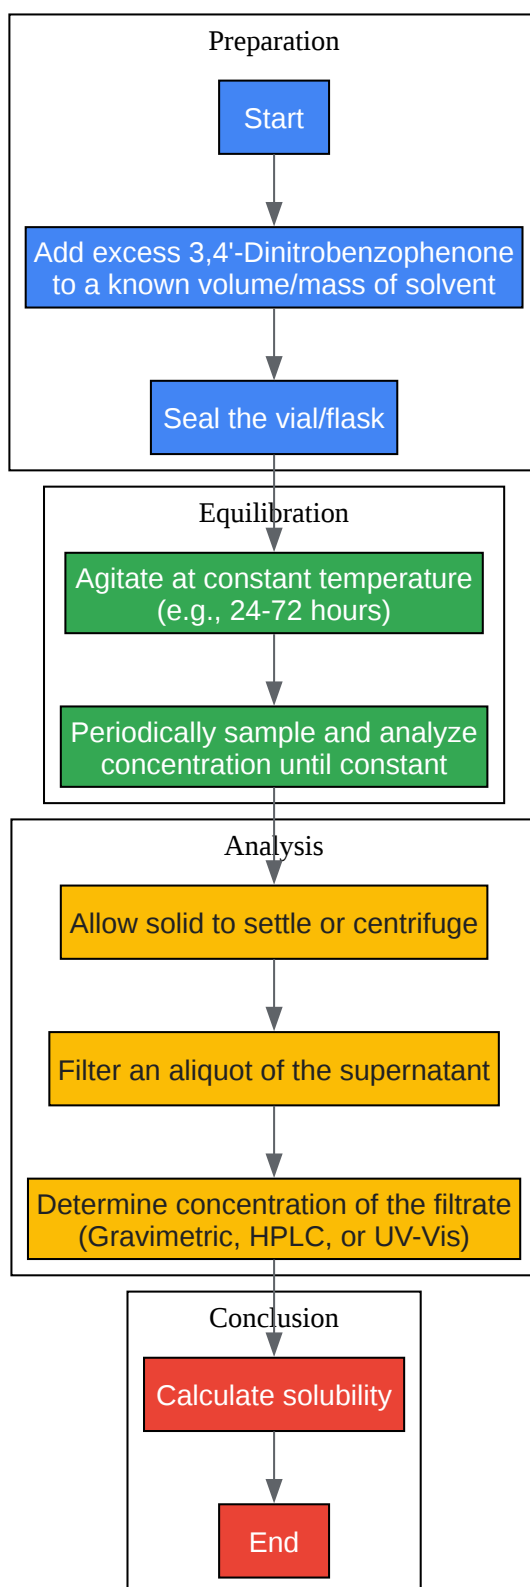 Preparation
Start
Add excess 3,4'-Dinitrobenzophenone
to a known volume/mass of solvent
Seal the vial/flask
Equilibration
Agitate at constant temperature
(e.g., 24-72 hours)
Periodically sample and analyze
concentration until constant
Analysis
Allow solid to settle or centrifuge
Filter an aliquot of the supernatant
Determine concentration of the filtrate
(Gravimetric, HPLC, or UV-Vis)
Conclusion
Calculate solubility
End